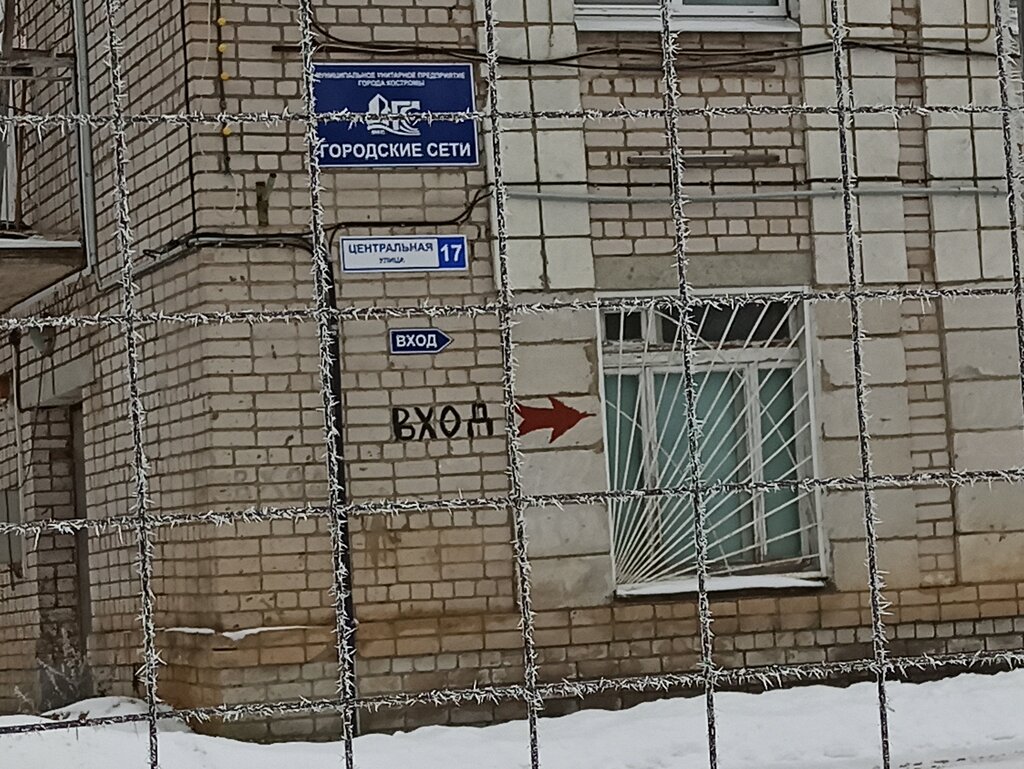 МУНИЦИПАЛЬНОЕ УНИТАРНОЕ ПРЕДПРИЯТИЕ
ГОРОДА КОСТРОМЫ
ГОРОДСКИЕ СЕТИ
ЦЕНТРАЛЬНАЯ 17
УЛИЦА
ВХОД
ВХОД